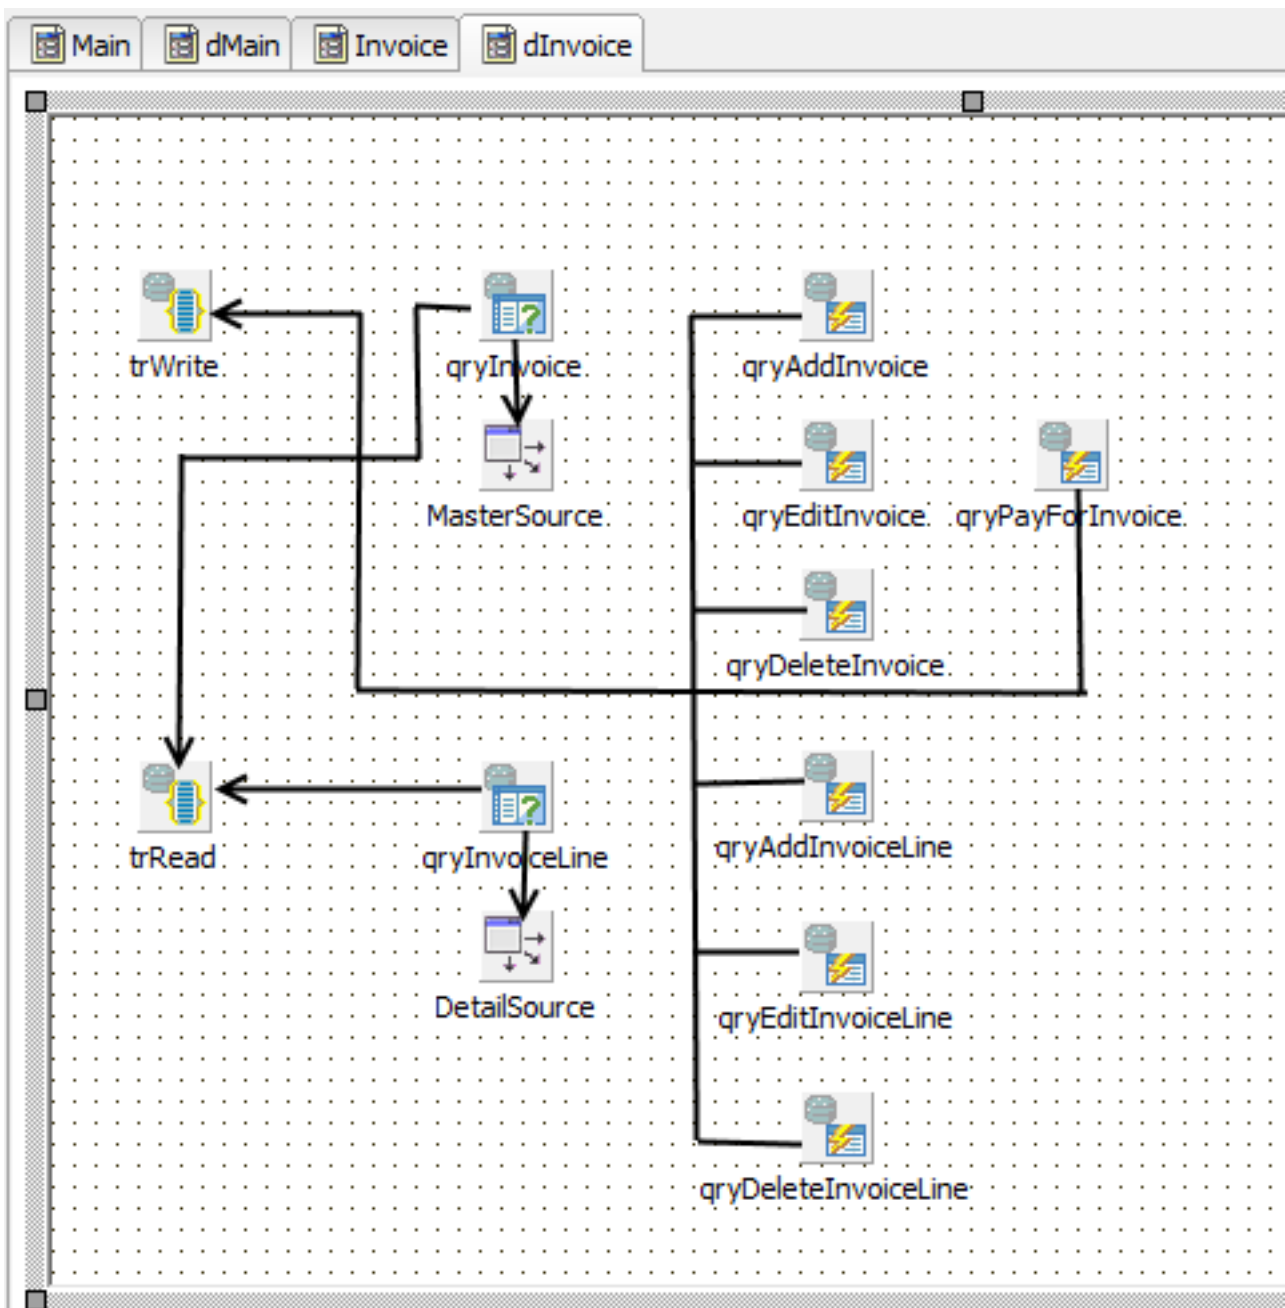 Main dMain Invoice dInvoice
trWrite qryInvoice qryAddInvoice
MasterSource qryEditInvoice qryPayForInvoice
qryDeleteInvoice
trRead qryInvoiceLine qryAddInvoiceLine
DetailSource qryEditInvoiceLine
qryDeleteInvoiceLine